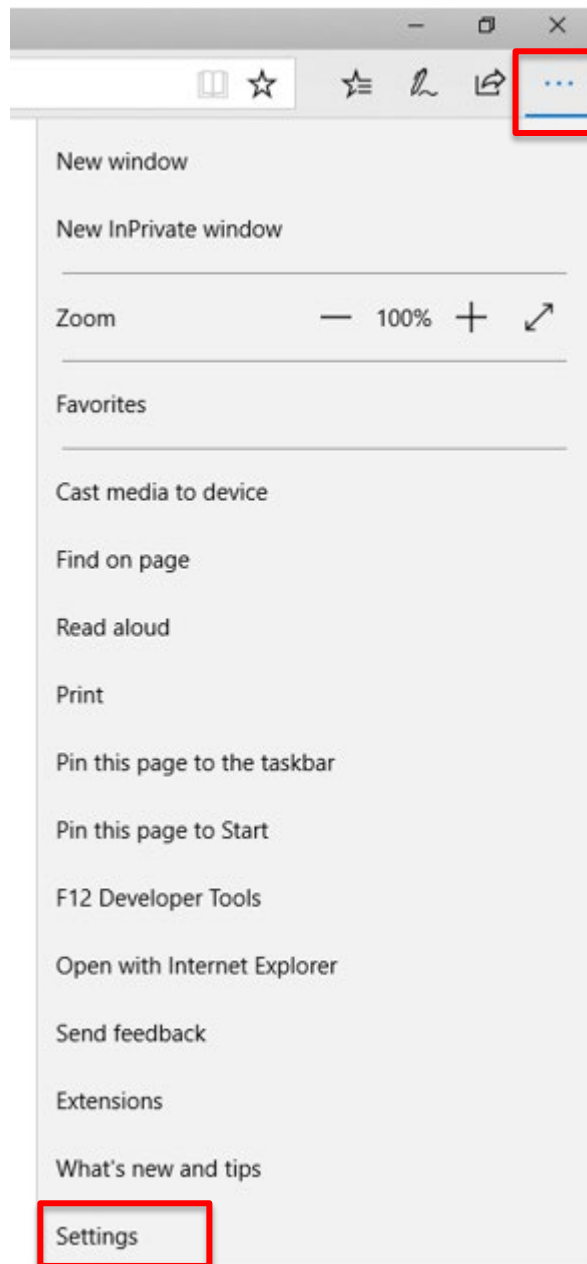 New window
New InPrivate window
Zoom 100%
Favorites
Cast media to device
Find on page
Read aloud
Print
Pin this page to the taskbar
Pin this page to Start
F12 Developer Tools
Open with Internet Explorer
Send feedback
Extensions
What's new and tips
Settings